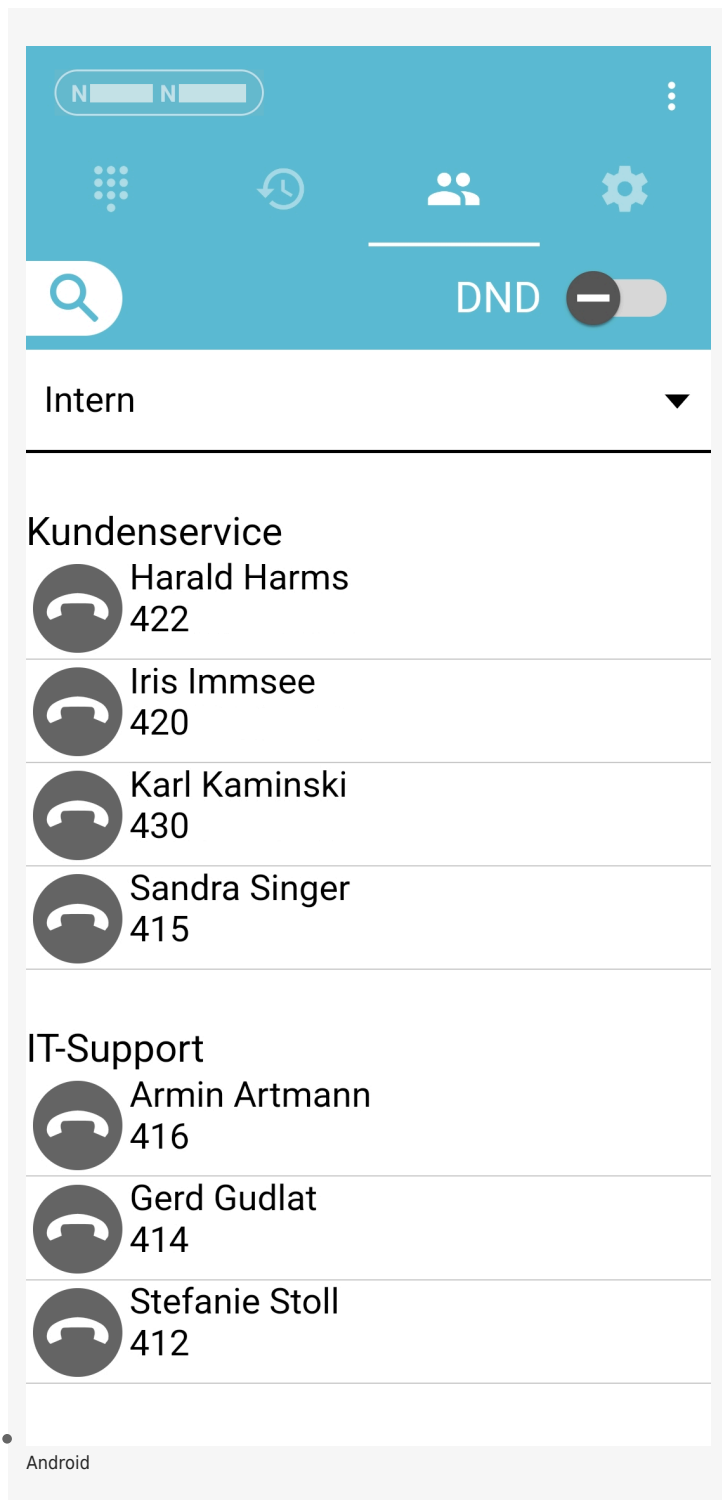 N N
DND
Intern
Kundenservice
Harald Harms
422
Iris Immsee
420
Karl Kaminski
430
Sandra Singer
415
IT-Support
Armin Artmann
416
Gerd Gudlat
414
Stefanie Stoll
412
Android